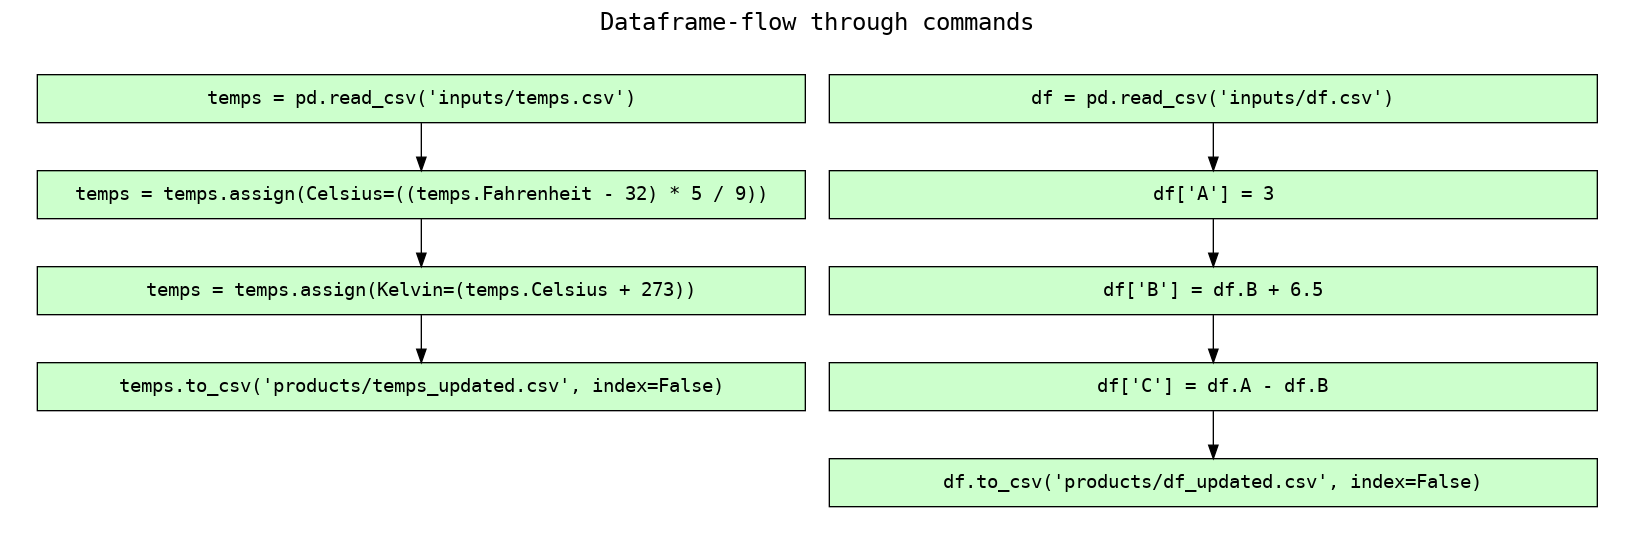 Dataframe-flow through commands
temps = pd.read_csv('inputs/temps.csv')
temps = temps.assign(Celsius=((temps.Fahrenheit - 32) * 5 / 9))
temps = temps.assign(Kelvin=(temps.Celsius + 273))
temps.to_csv('products/temps_updated.csv', index=False)
df = pd.read_csv('inputs/df.csv')
df['A'] = 3
df['B'] = df.B + 6.5
df['C'] = df.A - df.B
df.to_csv('products/df_updated.csv', index=False)